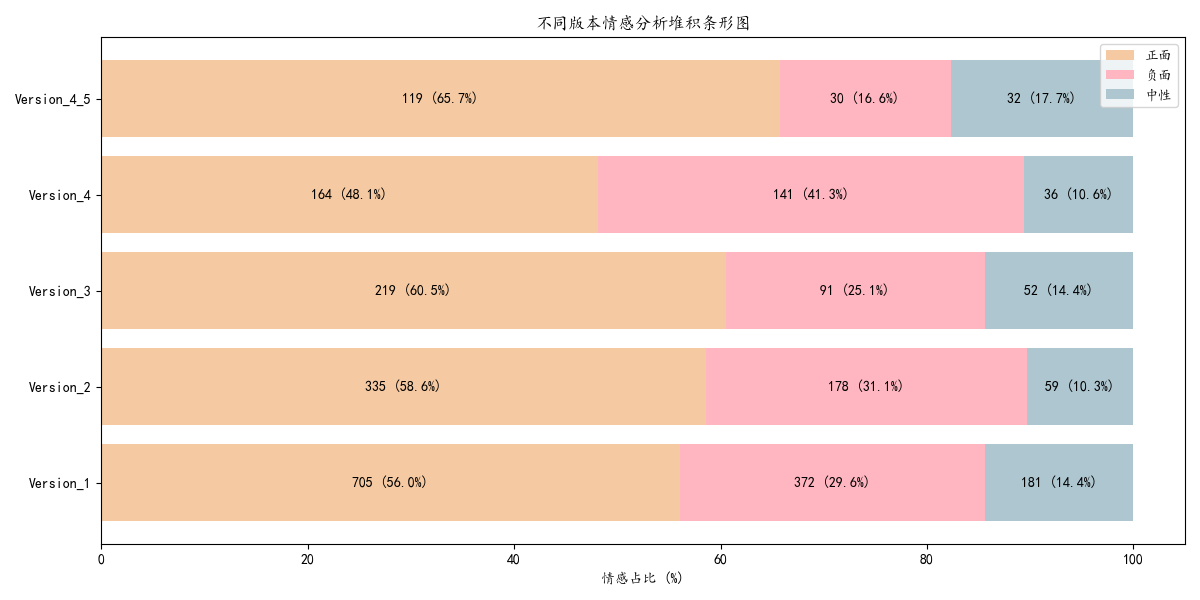 不同版本情感分析堆积条形图
正面
负面
中性
Version_4_5
119 (65.7%)
30 (16.6%)
32 (17.7%)
Version_4
164 (48.1%)
141 (41.3%)
36 (10.6%)
Version_3
219 (60.5%)
91 (25.1%)
52 (14.4%)
Version_2
335 (58.6%)
178 (31.1%)
59 (10.3%)
Version_1
705 (56.0%)
372 (29.6%)
181 (14.4%)
0 20 40 60 80 100
情感占比 (%)